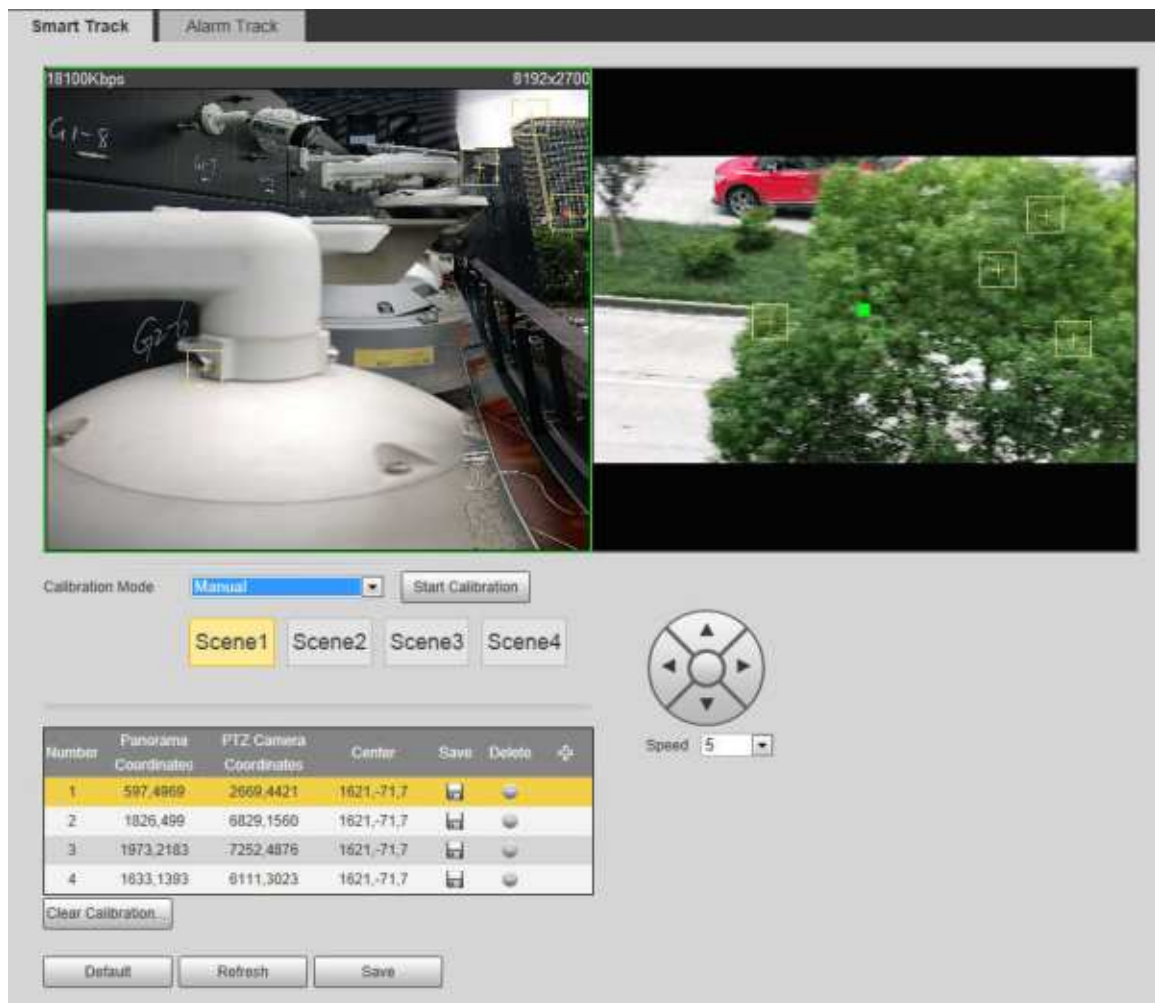 Smart Track Alarm Track
18100Kbps 8192x2700
G1-8
G2-6
Calibration Mode Manual Start Calibration
Scene1 Scene2 Scene3 Scene4
Number Panorama Coordinates PTZ Camera Coordinates Center Save Delete
1 597,4969 2669,4421 1621,-71,7
2 1826,499 6829,1560 1621,-71,7
3 1973,2183 7252,4876 1621,-71,7
4 1633,1393 6111,3023 1621,-71,7
Speed 5
Clear Calibration...
Default Refresh Save